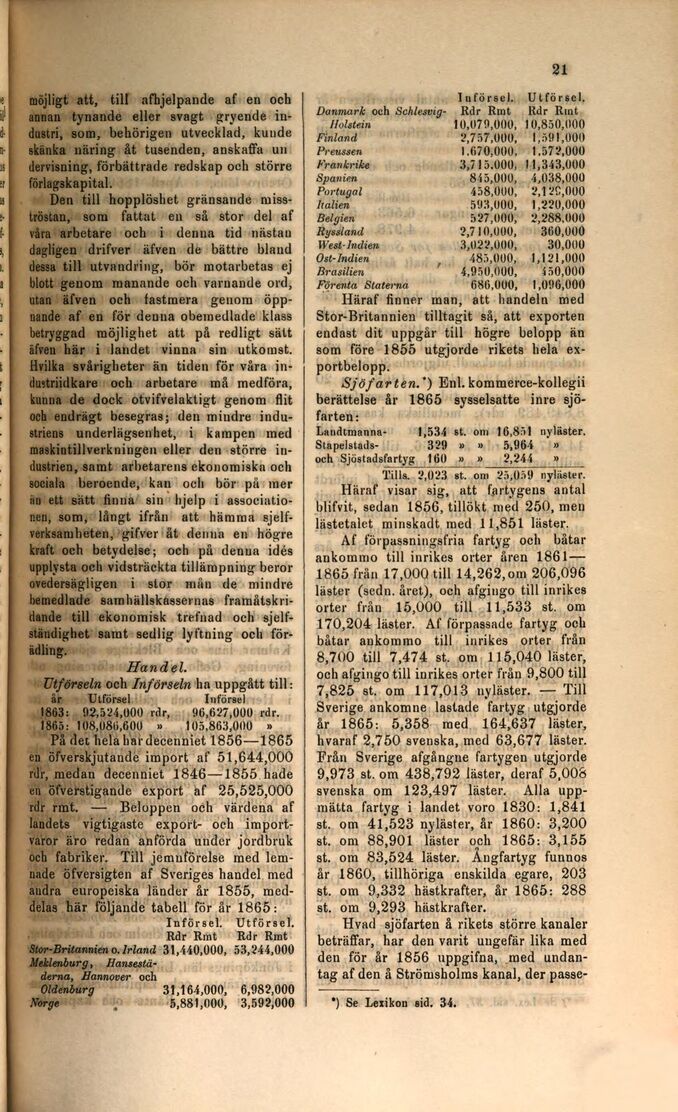 21
möjligt att, till afhjelpande af en och
annan tynande eller svagt gryende in-
dustri, som, behörigen utvecklad, kunde
skänka näring åt tusenden, anskaffa un
dervisning, förbättrade redskap och större
förlagskapital.
Den till hopplöshet gränsande miss-
tröstan, som fattat en så stor del af
våra arbetare och i denna tid nästan
dagligen drifver äfven de bättre bland
dessa till utvandring, bör motarbetas ej
blott genom manande och varnande ord,
utan äfven och fastmera genom öpp-
nande af en för denna obemedlade klass
betryggad möjlighet att på redligt sätt
äfven här i landet vinna sin utkomst.
Hvilka svårigheter än tiden för våra in-
dustriidkare och arbetare må medföra,
kunna de dock otvifvelaktigt genom flit
och endrägt besegras; den mindre indu-
striens underlägsenhet, i kampen med
maskintillverkningen eller den större in-
dustrien, samt arbetarens ekonomiska och
sociala beroende, kan och bör på mer
än ett sätt finna sin hjelp i associatio-
nen, som, långt ifrån att hämma sjelf-
verksamheten, gifver åt denna en högre
kraft och betydelse; och på denna idés
upplysta och vidsträckta tillämpning beror
ovedersägligen i stor mån de mindre
bemedlade samhällskassernas framåtskri-
dande till ekonomisk trefnad och sjelf-
ständighet samt sedlig lyftning och för-
ädling.
Handel.
Utförseln och Införseln ha uppgått till:
år Utförsel Införsel
1863: 92,524,000 rdr, 96,627,000 rdr.
1865: 108,086,600 » 105,863,000 »
På det hela har decenniet 1856—1865
en öfverskjutande import af 51,644,000
rdr, medan decenniet 1846—1855 hade
en öfverstigande export af 25,525,000
rdr rmt. — Beloppen och värdena af
landets vigtigaste export- och import-
varor äro redan anförda under jordbruk
och fabriker. Till jemnförelse med lem-
nade öfversigten af Sveriges handel med
andra europeiska länder år 1855, med-
delas här följande tabell för år 1865:
Införsel. Utförsel.
Rdr Rmt Rdr Rmt
Stor-Britannien o. Irland 31,440,000, 53,244,000
Meklenburg, Hansestä-
derna, Hannover och
Oldenburg 31,164,000, 6,982,000
Norge 5,881,000, 3,592,000
Införsel. Utförsel.
Danmark och Schlesvig- Rdr Rmt Rdr Rmt
Holstein 10,079,000, 10,850,000
Finland 2,757,000, 1,591,000
Preussen 1,670,000, 1,572,000
Frankrike 3,715,000, 11,343,000
Spanien 845,000, 4,038,000
Portugal 458,000,
Italien 593,000, 1,220,000
Belgien 527,000, 2,288,000
Ryssland 2,710,000, 360,000
West-Indien 3,022,000, 30,000
Ost-Indien 485,000, 1,121,000
Brasilien 4,950,000, 450,000
Förenta Staterna 686,000, 1,096,000
Häraf finner man, att handeln med
Stor-Britannien tilltagit så, att exporten
endast dit uppgår till högre belopp än
som före 1855 utgjorde rikets hela ex-
portbelopp.
Sjöfarten.*) Enl. kommerce-kollegii
berättelse år 1865 sysselsatte inre sjö-
farten:
Landtmanna- 1,534 st. om 16,851 nyläster.
Stapelstads- 329 » » 5,964 »
och Sjöstadsfartyg 160 » » 2,244 »
Tills. 2,023 st. om 25,059 nyläster.
Häraf visar sig, att fartygens antal
blifvit, sedan 1856, tillökt med 250, men
lästetalet minskadt med 11,851 läster.
Af förpassningsfria fartyg och båtar
ankommo till inrikes orter åren 1861—
1865 från 17,000 till 14,262, om 206,096
läster (sedn. året), och afgingo till inrikes
orter från 15,000 till 11,533 st. om
170,204 läster. Af förpassade fartyg och
båtar ankommo till inrikes orter från
8,700 till 7,474 st. om 115,040 läster,
och afgingo till inrikes orter från 9,800 till
7,825 st. om 117,013 nyläster. — Till
Sverige ankomne lastade fartyg utgjorde
år 1865: 5,358 med 164,637 läster,
hvaraf 2,750 svenska, med 63,677 läster.
Från Sverige afgångne fartygen utgjorde
9,973 st. om 438,792 läster, deraf 5,008
svenska om 123,497 läster. Alla upp-
mätta fartyg i landet voro 1830: 1,841
st. om 41,523 nyläster, år 1860: 3,200
st. om 88,901 läster och 1865: 3,155
st. om 83,524 läster. Ångfartyg funnos
år 1860, tillhöriga enskilda egare, 203
st. om 9,332 hästkrafter, år 1865: 288
st. om 9,293 hästkrafter.
Hvad sjöfarten å rikets större kanaler
beträffar, har den varit ungefär lika med
den för år 1856 uppgifna, med undan-
tag af den å Strömsholms kanal, der passe-
*) Se Lexikon sid. 34.